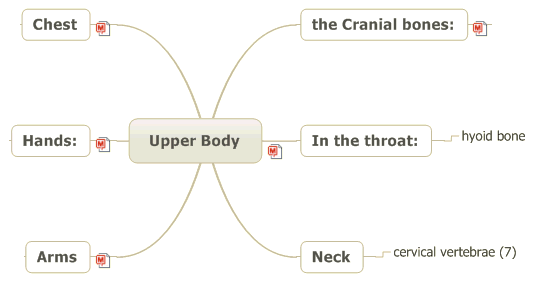 Chest
the Cranial bones:
Hands:
Upper Body
In the throat:
hyoid bone
Arms
Neck
cervical vertebrae (7)